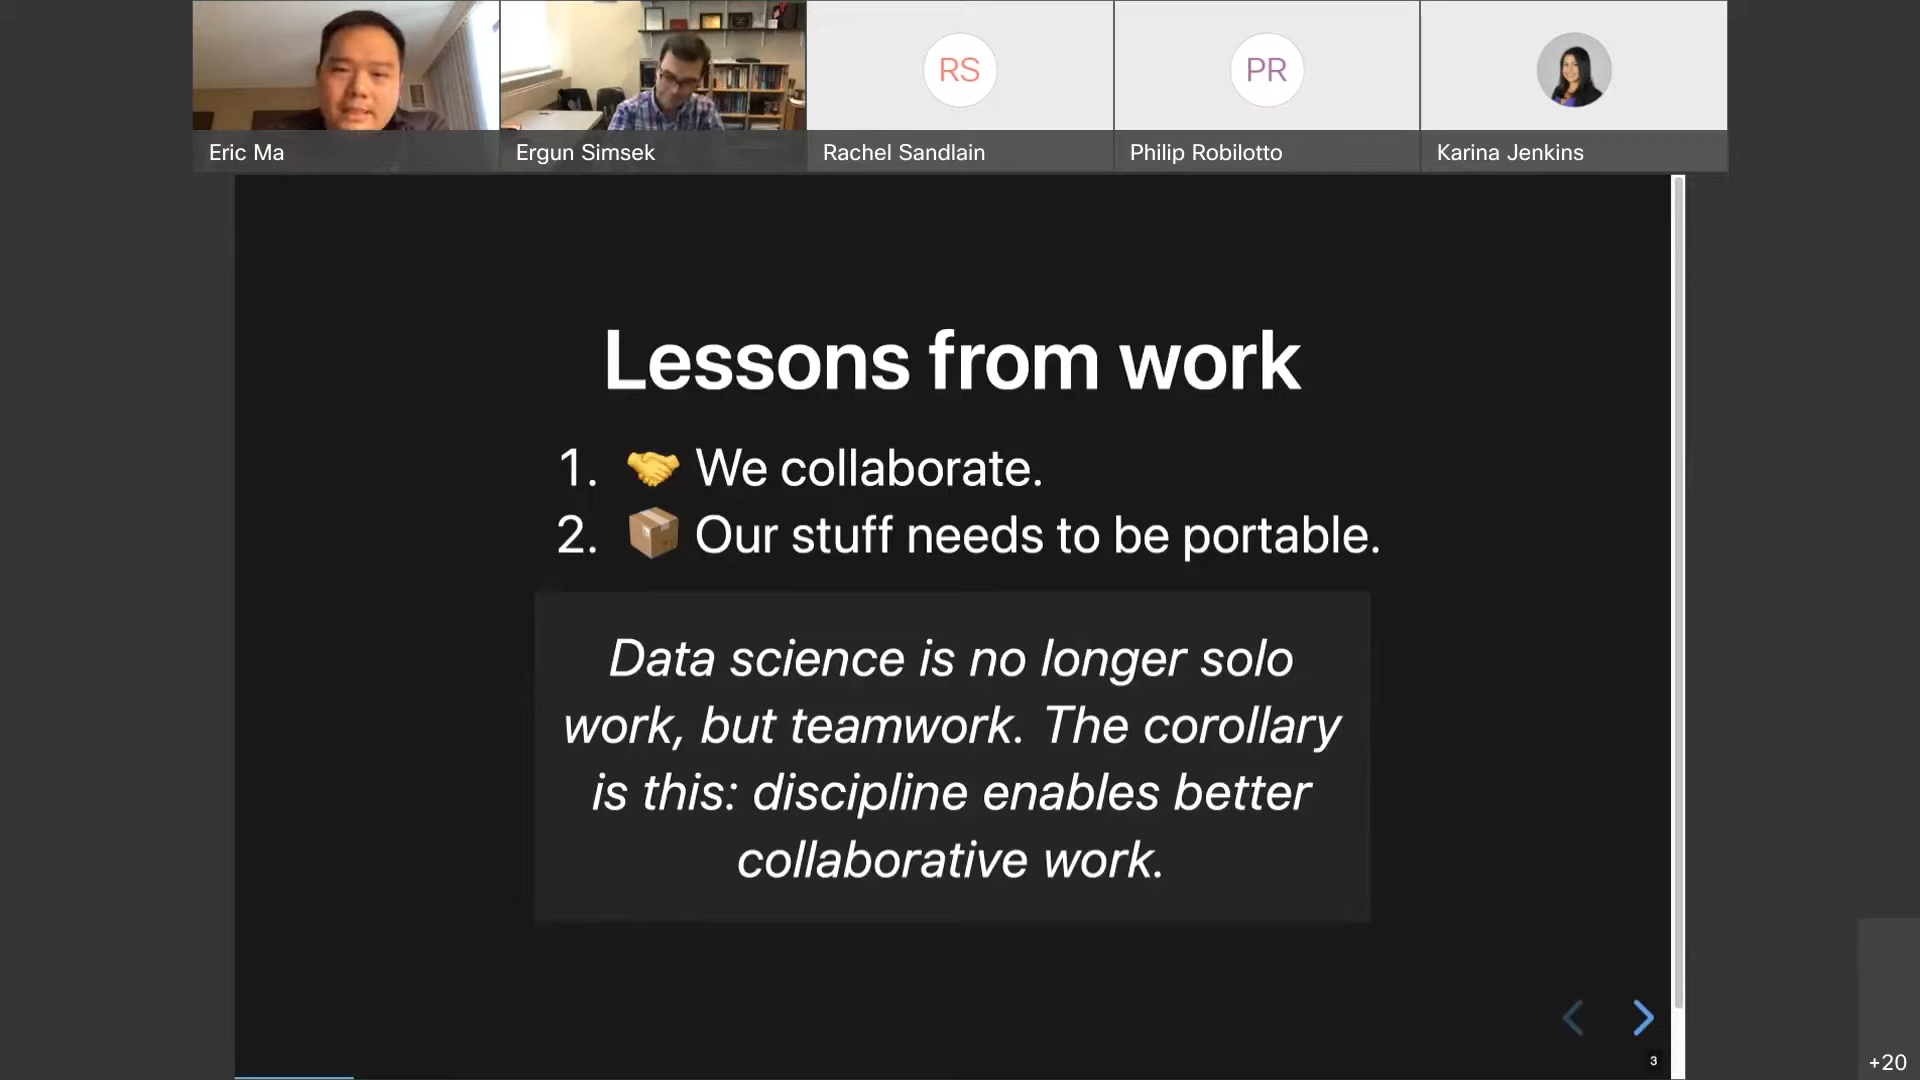 RS
PR
Eric Ma
Ergun Simsek
Rachel Sandlain
Philip Robilotto
Karina Jenkins
Lessons from work
1. 🤝 We collaborate.
2. 📦 Our stuff needs to be portable.
Data science is no longer solo
work, but teamwork. The corollary
is this: discipline enables better
collaborative work.
3
+20